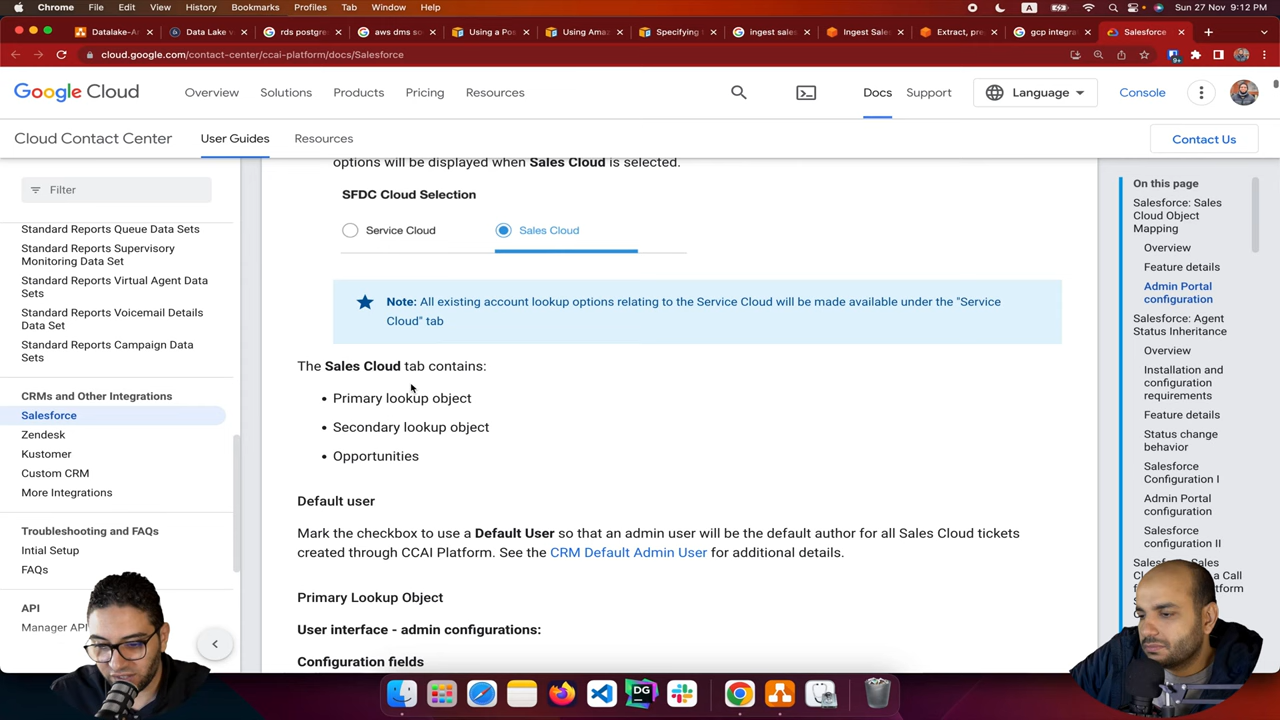 Chrome File Edit View History Bookmarks Profiles Tab Window Help
A Sun 27 Nov 9:12 PM
Datalake-Ar Data Lake v rds postgre aws dms so Using a Pos Using Amaz Specifying ingest sales Ingest Sales Extract, pre gcp integra Salesforce
cloud.google.com/contact-center/ccai-platform/docs/Salesforce
Google Cloud Overview Solutions Products Pricing Resources Docs Support Language Console
Cloud Contact Center User Guides Resources Contact Us
Filter
Standard Reports Queue Data Sets
Standard Reports Supervisory
Monitoring Data Set
Standard Reports Virtual Agent Data
Sets
Standard Reports Voicemail Details
Data Set
Standard Reports Campaign Data
Sets
CRMs and Other Integrations
Salesforce
Zendesk
Kustomer
Custom CRM
More Integrations
Troubleshooting and FAQs
Intial Setup
FAQs
API
Manager API
options will be displayed when Sales Cloud is selected.
SFDC Cloud Selection
Service Cloud Sales Cloud
Note: All existing account lookup options relating to the Service Cloud will be made available under the "Service
Cloud" tab
The Sales Cloud tab contains:
• Primary lookup object
• Secondary lookup object
• Opportunities
Default user
Mark the checkbox to use a Default User so that an admin user will be the default author for all Sales Cloud tickets
created through CCAI Platform. See the CRM Default Admin User for additional details.
Primary Lookup Object
User interface - admin configurations:
Configuration fields
On this page
Salesforce: Sales
Cloud Object
Mapping
Overview
Feature details
Admin Portal
configuration
Salesforce: Agent
Status Inheritance
Overview
Installation and
configuration
requirements
Feature details
Status change
behavior
Salesforce
Configuration I
Admin Portal
configuration
Salesforce
configuration II
Sales
a Call
DG